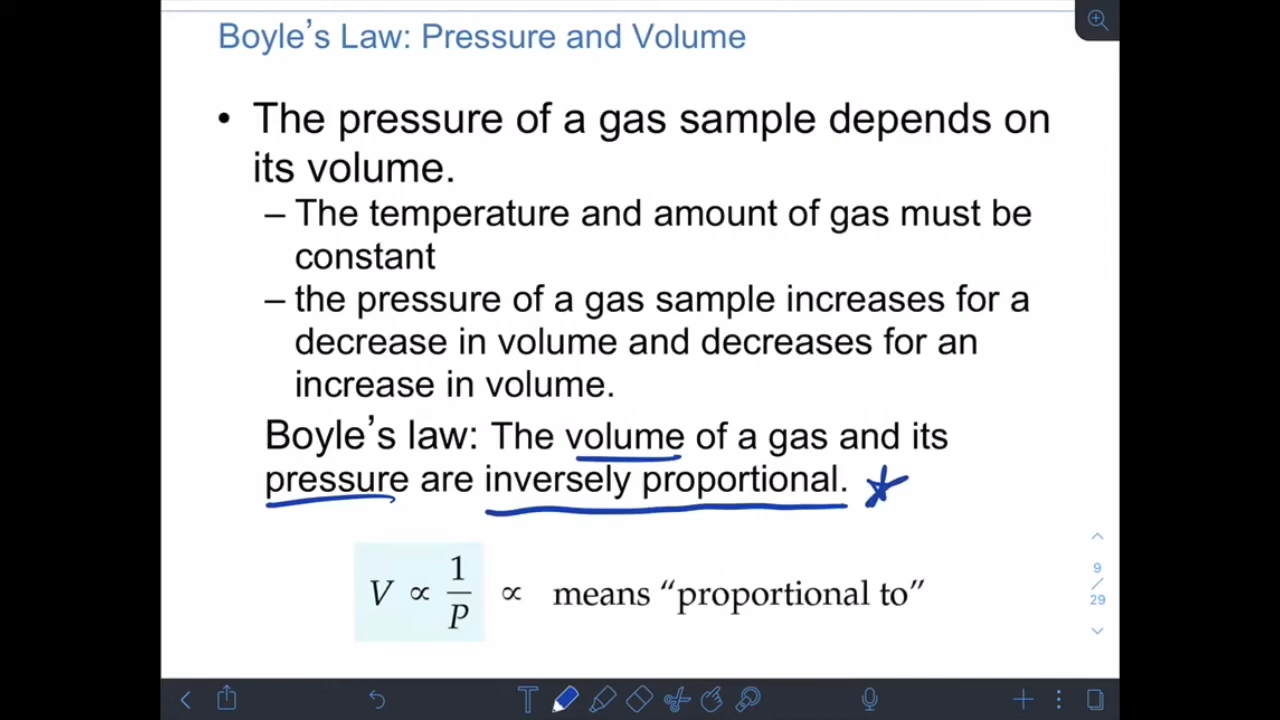 Boyle’s Law: Pressure and Volume
• The pressure of a gas sample depends on
its volume.
– The temperature and amount of gas must be
constant
– the pressure of a gas sample increases for a
decrease in volume and decreases for an
increase in volume.
Boyle’s law: The volume of a gas and its
pressure are inversely proportional.
V ∝ 1/P ∝ means “proportional to”
9
/
29
T